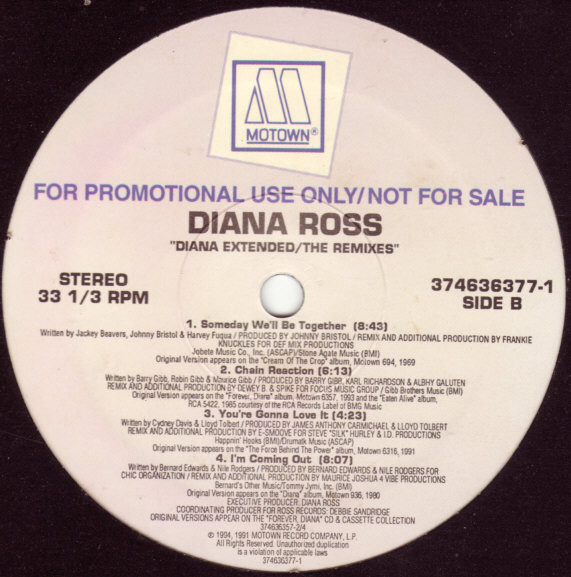 MOTOWN®
FOR PROMOTIONAL USE ONLY/NOT FOR SALE
DIANA ROSS
"DIANA EXTENDED/THE REMIXES"
STEREO
33 1/3 RPM
374636377-1
SIDE B
1. Someday We'll Be Together (8:43)
Written by Jackey Beavers, Johnny Bristol & Harvey Fuqua / PRODUCED BY JOHNNY BRISTOL / REMIX AND ADDITIONAL PRODUCTION BY FRANKIE
KNUCKLES FOR DEF MIX PRODUCTIONS
Jobete Music Co., Inc. (ASCAP)/Stone Agate Music (BMI)
Original Version appears on the "Cream Of The Crop" album, Motown 694, 1969
2. Chain Reaction (6:13)
Written by Barry Gibb, Robin Gibb & Maurice Gibb / PRODUCED BY BARRY GIBB, KARL RICHARDSON & ALBHY GALUTEN
REMIX AND ADDITIONAL PRODUCTION BY DEWEY B. & SPIKE FOR FOCUS MUSIC GROUP / Gibb Brothers Music (BMI)
Original Version appears on the "Forever, Diana" album, Motown 6357, 1993 and the "Eaten Alive" album,
RCA 5422, 1985 courtesy of the RCA Records Label of BMG Music
3. You're Gonna Love It (4:23)
Written by Cydney Davis & Lloyd Tolbert / PRODUCED BY JAMES ANTHONY CARMICHAEL & LLOYD TOLBERT
REMIX AND ADDITIONAL PRODUCTION BY E-SMOOVE FOR STEVE "SILK" HURLEY & I.D. PRODUCTIONS
Happnin' Hooks (BMI)/Drumatk Music (ASCAP)
Original Version appears on the "The Force Behind The Power" album, Motown 6316, 1991
4. I'm Coming Out (8:07)
Written by Bernard Edwards & Nile Rodgers / PRODUCED BY BERNARD EDWARDS & NILE RODGERS FOR
CHIC ORGANIZATION / REMIX AND ADDITIONAL PRODUCTION BY MAURICE JOSHUA 4 VIBE PRODUCTIONS
Bernard's Other Music/Tommy Jymi, Inc. (BMI)
Original Version appears on the "Diana" album, Motown 936, 1980
EXECUTIVE PRODUCER: DIANA ROSS
COORDINATING PRODUCER FOR ROSS RECORDS: DEBBIE SANDRIDGE
ORIGINAL VERSIONS APPEAR ON THE "FOREVER, DIANA" CD & CASSETTE COLLECTION
374636357-2/4
℗ 1994, 1991 MOTOWN RECORD COMPANY, L.P.
All Rights Reserved. Unauthorized duplication
is a violation of applicable laws
374636377-1